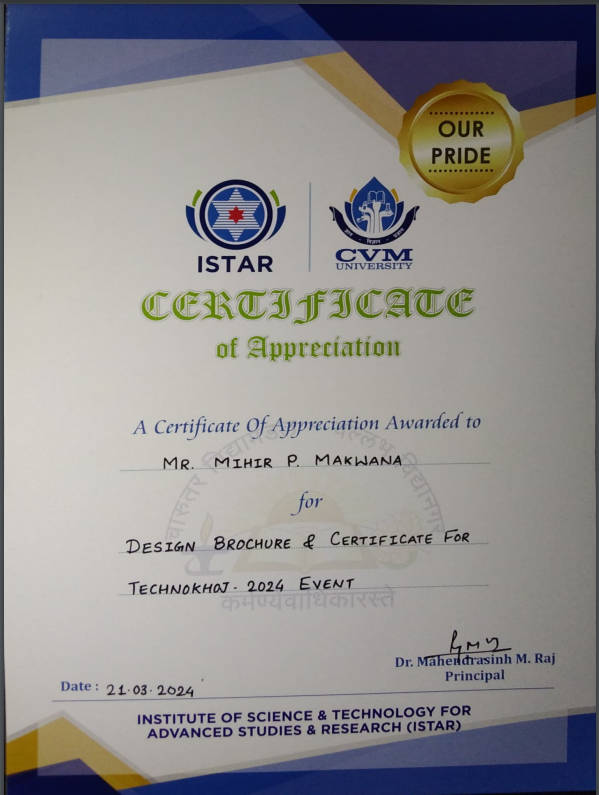 OUR
PRIDE
ISTAR
CVM
UNIVERSITY
CERTIFICATE
of Appreciation
A Certificate Of Appreciation Awarded to
MR. MIHIR P. MAKWANA
for
DESIGN BROCHURE & CERTIFICATE FOR
TECHNOKHOJ. 2024 EVENT
कर्मण्येवाधिकारस्ते
Dr. Mahendrasinh M. Raj
Principal
Date : 21.03.2024
INSTITUTE OF SCIENCE & TECHNOLOGY FOR
ADVANCED STUDIES & RESEARCH (ISTAR)